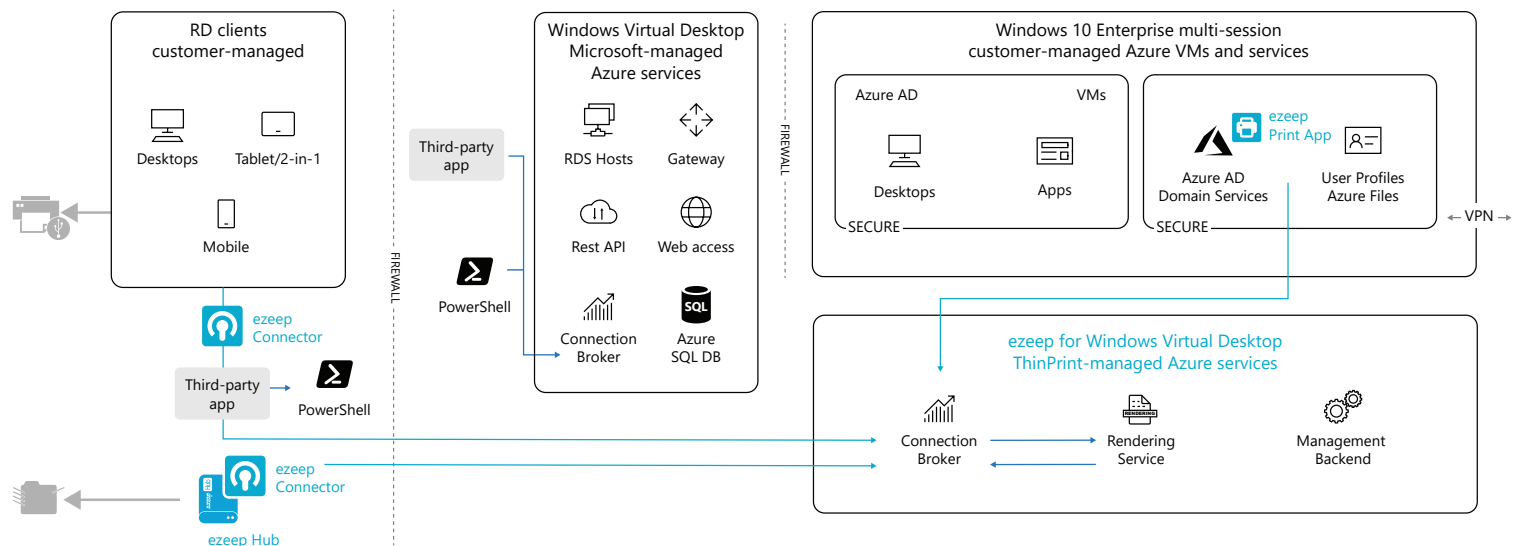 RD clients
customer-managed
Desktops
Tablet/2-in-1
Mobile
ezeep
Connector
Third-party
app
PowerShell
ezeep
Connector
Hub
ezeep
ezeep Hub
FIREWALL
Windows Virtual Desktop
Microsoft-managed
Azure services
Third-party
app
RDS Hosts
Gateway
Rest API
Web access
PowerShell
SQL
Connection
Broker
Azure
SQL DB
FIREWALL
Windows 10 Enterprise multi-session
customer-managed Azure VMs and services
Azure AD
VMs
Desktops
Apps
SECURE
ezeep
Print App
Azure AD
Domain Services
User Profiles
Azure Files
SECURE
VPN
ezeep for Windows Virtual Desktop
ThinPrint-managed Azure services
RENDERING
Connection
Broker
Rendering
Service
Management
Backend